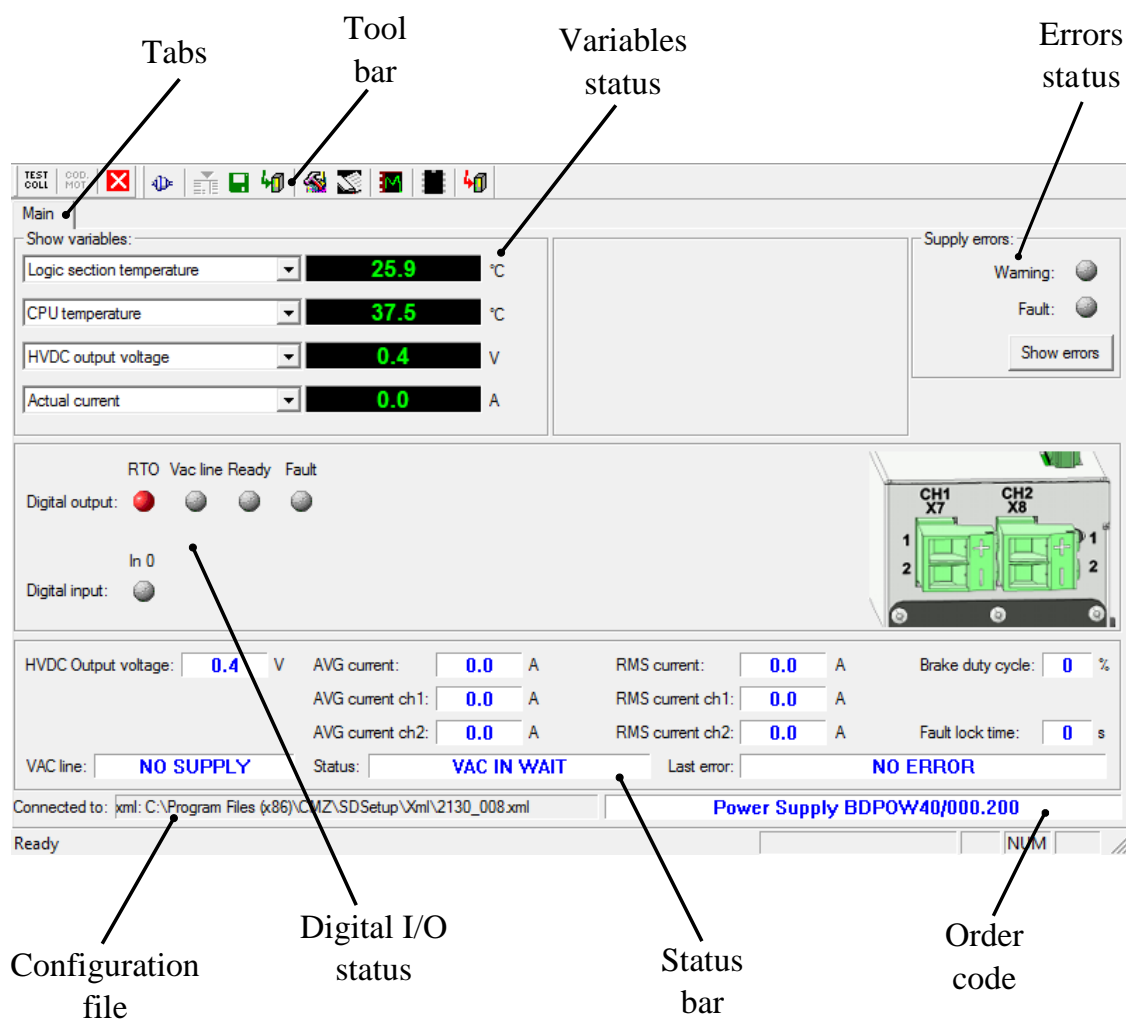 Tabs
Tool
bar
Variables
status
Errors
status
TEST
COLL
COD.
MOT.
Main
Show variables:
Logic section temperature 25.9 °C
CPU temperature 37.5 °C
HVDC output voltage 0.4 V
Actual current 0.0 A
Supply errors:
Warning:
Fault:
Show errors
RTO Vac line Ready Fault
Digital output:
In 0
Digital input:
CH1 CH2
X7 X8
1 + + 1
2 − − 2
HVDC Output voltage: 0.4 V AVG current: 0.0 A RMS current: 0.0 A Brake duty cycle: 0 %
AVG current ch1: 0.0 A RMS current ch1: 0.0 A
AVG current ch2: 0.0 A RMS current ch2: 0.0 A Fault lock time: 0 s
VAC line: NO SUPPLY Status: VAC IN WAIT Last error: NO ERROR
Connected to: xml: C:\Program Files (x86)\CMZ\SDSetup\Xml\2130_008.xml Power Supply BDPOW40/000.200
Ready NUM
Configuration
file
Digital I/O
status
Status
bar
Order
code